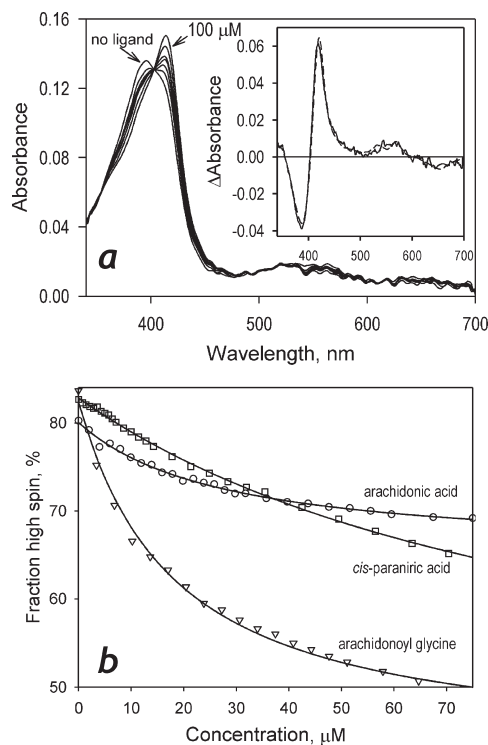 no ligand
100 μM
0.16
0.12
0.08
0.04
0.00
Absorbance
400
500
600
700
Wavelength, nm
a
0.06
0.04
0.02
0.00
-0.02
-0.04
ΔAbsorbance
400
500
600
700
80
70
60
50
Fraction high spin, %
arachidonic acid
cis-paraniric acid
arachidonoyl glycine
b
0
10
20
30
40
50
60
70
Concentration, μM